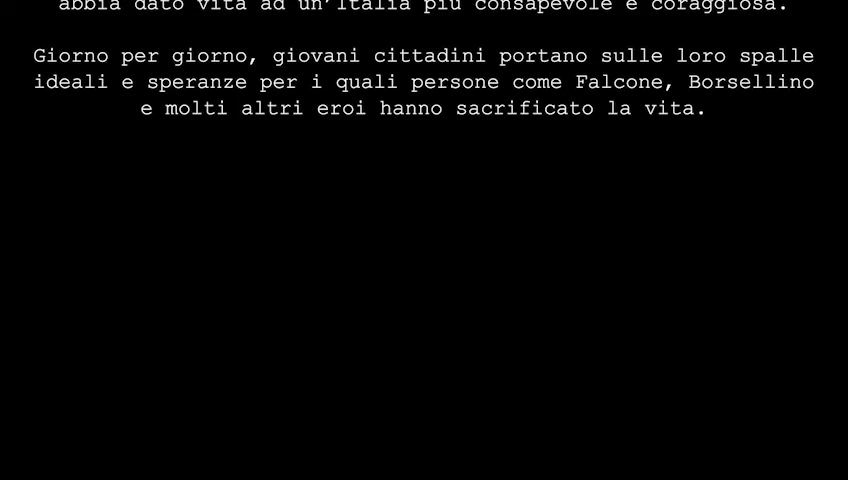 abbia dato vita ad un'Italia più consapevole e coraggiosa.
Giorno per giorno, giovani cittadini portano sulle loro spalle
ideali e speranze per i quali persone come Falcone, Borsellino
e molti altri eroi hanno sacrificato la vita.